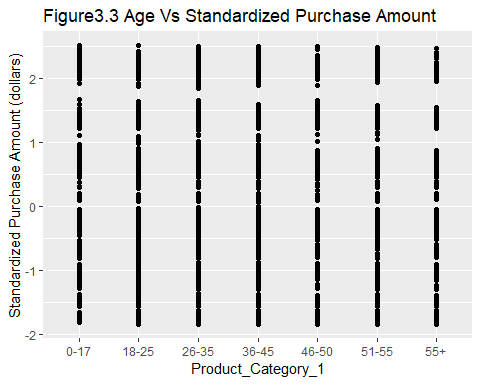 Figure3.3 Age Vs Standardized Purchase Amount
Standardized Purchase Amount (dollars)
2
1
0
-1
-2
0-17 18-25 26-35 36-45 46-50 51-55 55+
Product_Category_1